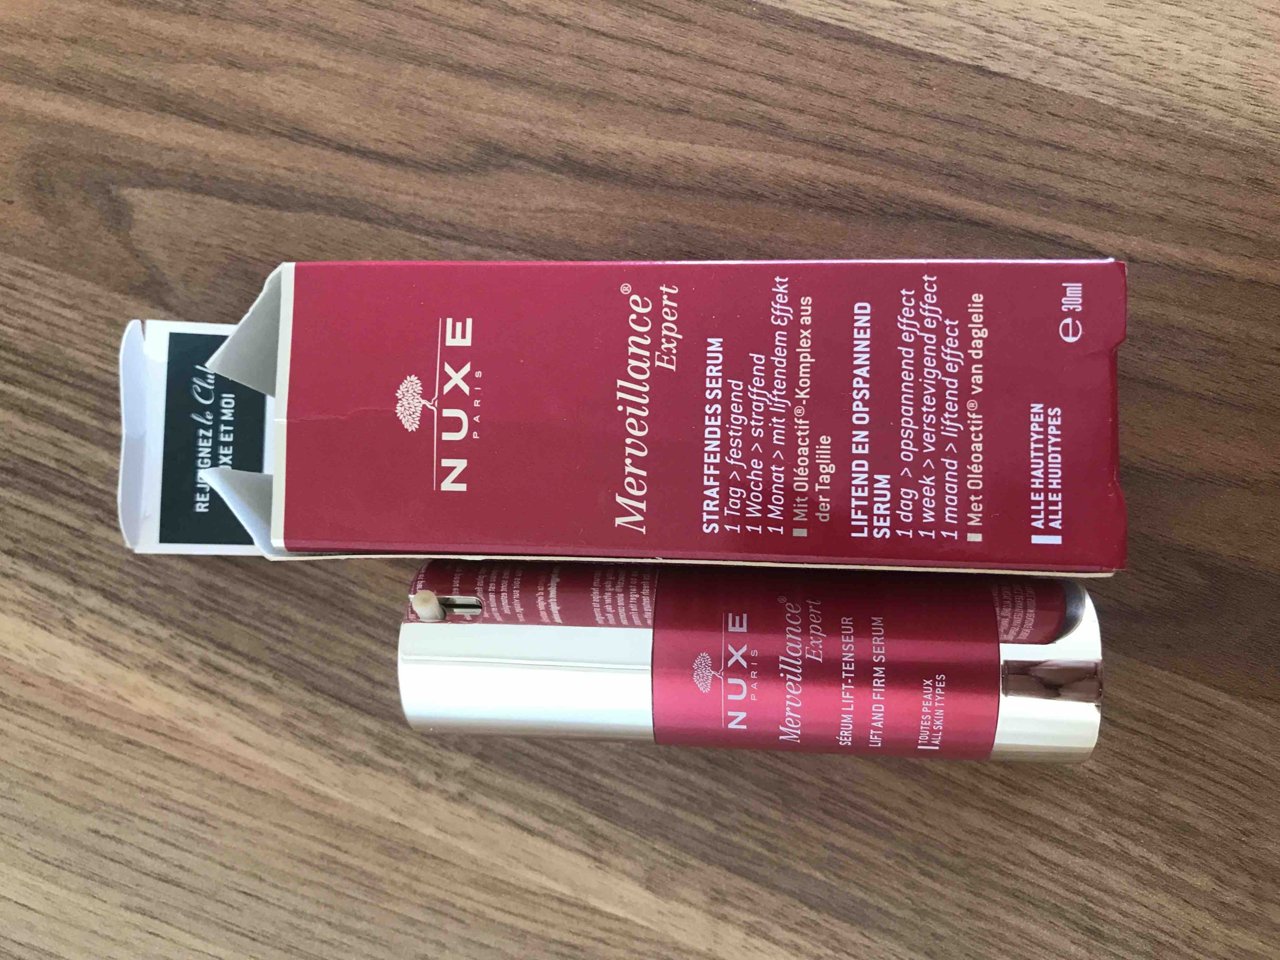 REJOIGNEZ le Club
NUXE ET MOI
NUXE
PARIS
Merveillance®
Expert
STRAFFENDES SERUM
1 Tag > festigend
1 Woche > straffend
1 Monat > mit liftendem Effekt
Mit Oléoactif®-Komplex aus
der Taglilie
LIFTEND EN OPSPANNEND
SERUM
1 dag > opspannend effect
1 week > verstevigend effect
1 maand > liftend effect
Met Oléoactif® van daglelie
ALLE HAUTTYPEN
ALLE HUIDTYPES
e 30ml
NUXE
PARIS
Merveillance®
Expert
SÉRUM LIFT-TENSEUR
LIFT AND FIRM SERUM
TOUTES PEAUX
ALL SKIN TYPES